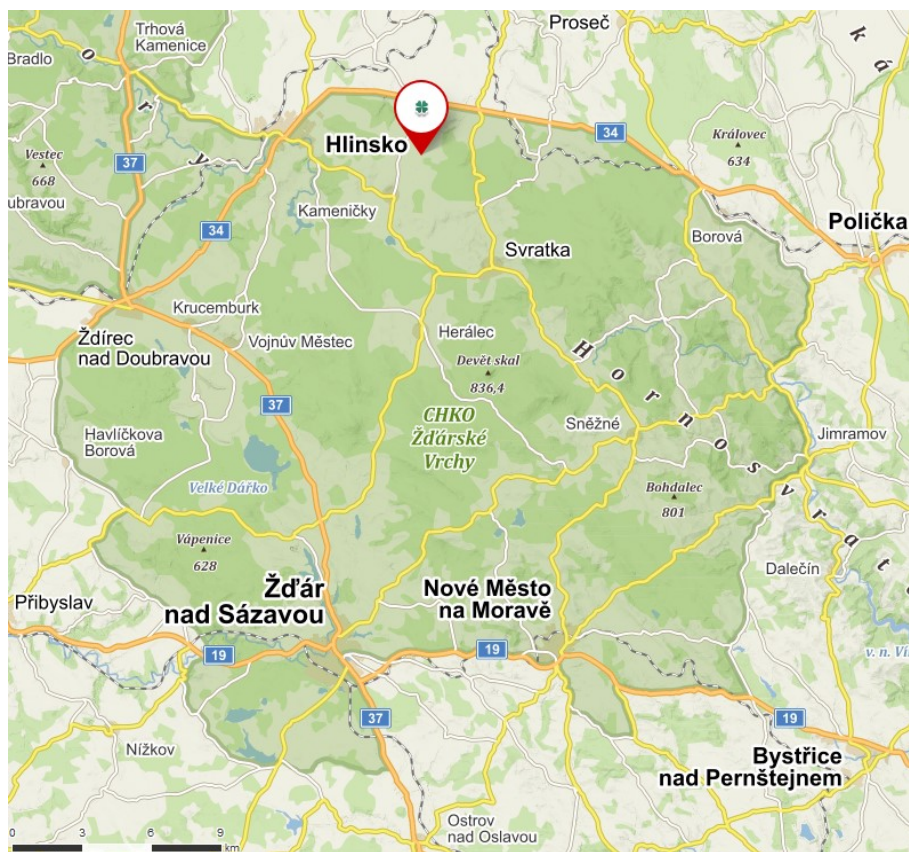 Trhová
Kamenice
Bradlo
Proseč
Vestec
668
37
Hlinsko
34
Královec
634
oubravou
Kameničky
34
Svratka
Borová
Polička
Krucemburk
Vojnův Městec
Herálec
Ždírec
nad Doubravou
Devět skal
836,4
37
CHKO
Žďárské
Vrchy
Sněžné
Havlíčkova
Borová
Jimramov
Velké Dářko
Bohdalec
801
Hornosvrat
Vápenice
628
Dalečín
Žďár
nad Sázavou
Nové Město
na Moravě
Přibyslav
v. n. Ví
19
19
37
19
Nížkov
Bystřice
nad Pernštejnem
Ostrov
nad Oslavou
0 3 6 9
km
o r y
k á